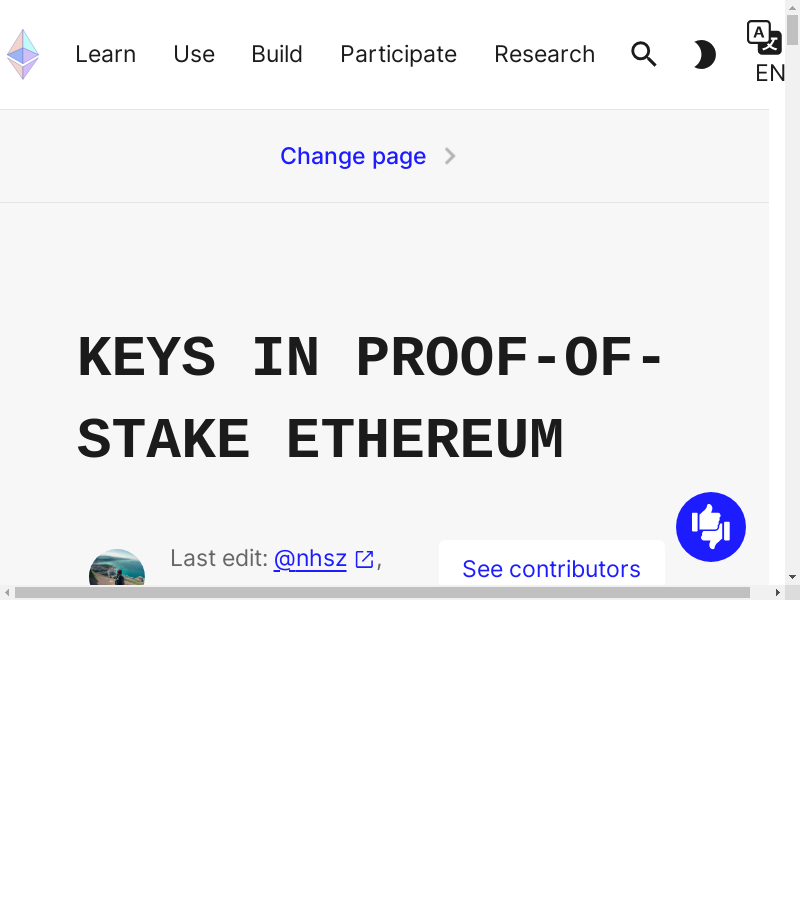 Learn Use Build Participate Research
A 文
EN
Change page
KEYS IN PROOF-OF-
STAKE ETHEREUM
Last edit: @nhsz ,
See contributors